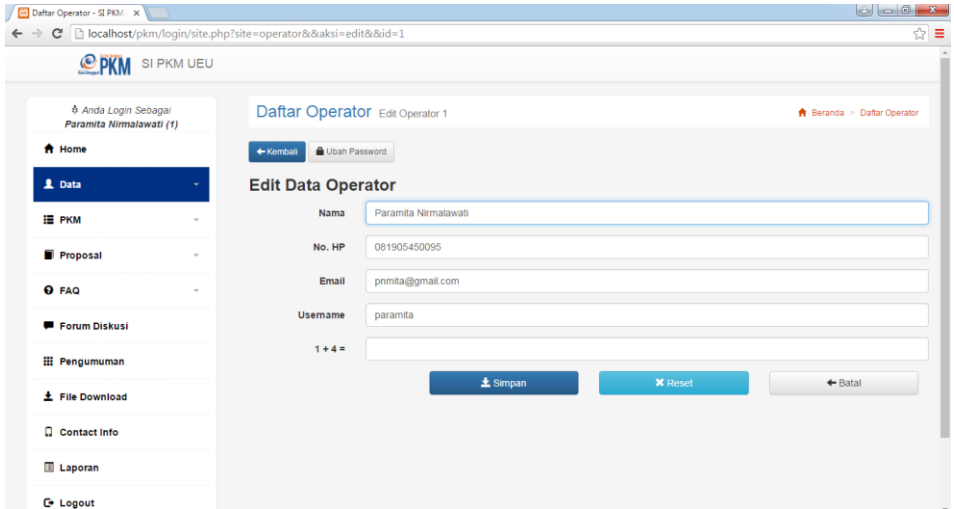 Daftar Operator - SI PKM
localhost/pkm/login/site.php?site=operator&&aksi=edit&&id=1
PKM SI PKM UEU
Anda Login Sebagai
Paramita Nirmalawati (1)
Home
Data
PKM
Proposal
FAQ
Forum Diskusi
Pengumuman
File Download
Contact Info
Laporan
Logout
Daftar Operator Edit Operator 1
Beranda > Daftar Operator
Kembali Ubah Password
Edit Data Operator
Nama Paramita Nirmalawati
No. HP 081905450095
Email pnmita@gmail.com
Username paramita
1 + 4 =
Simpan Reset Batal